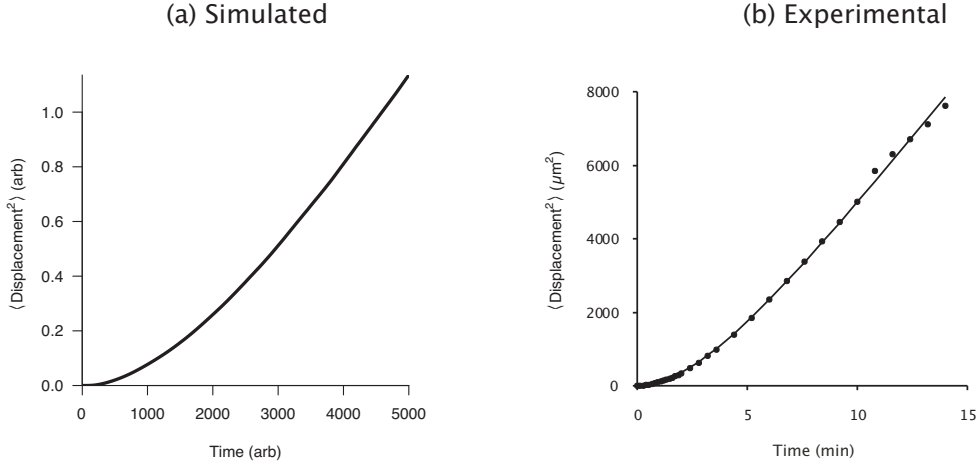 (a) Simulated
⟨Displacement²⟩ (arb)
1.0
0.8
0.6
0.4
0.2
0.0
0 1000 2000 3000 4000 5000
Time (arb)
(b) Experimental
⟨Displacement²⟩ (μm²)
8000
6000
4000
2000
0
0 5 10 15
Time (min)